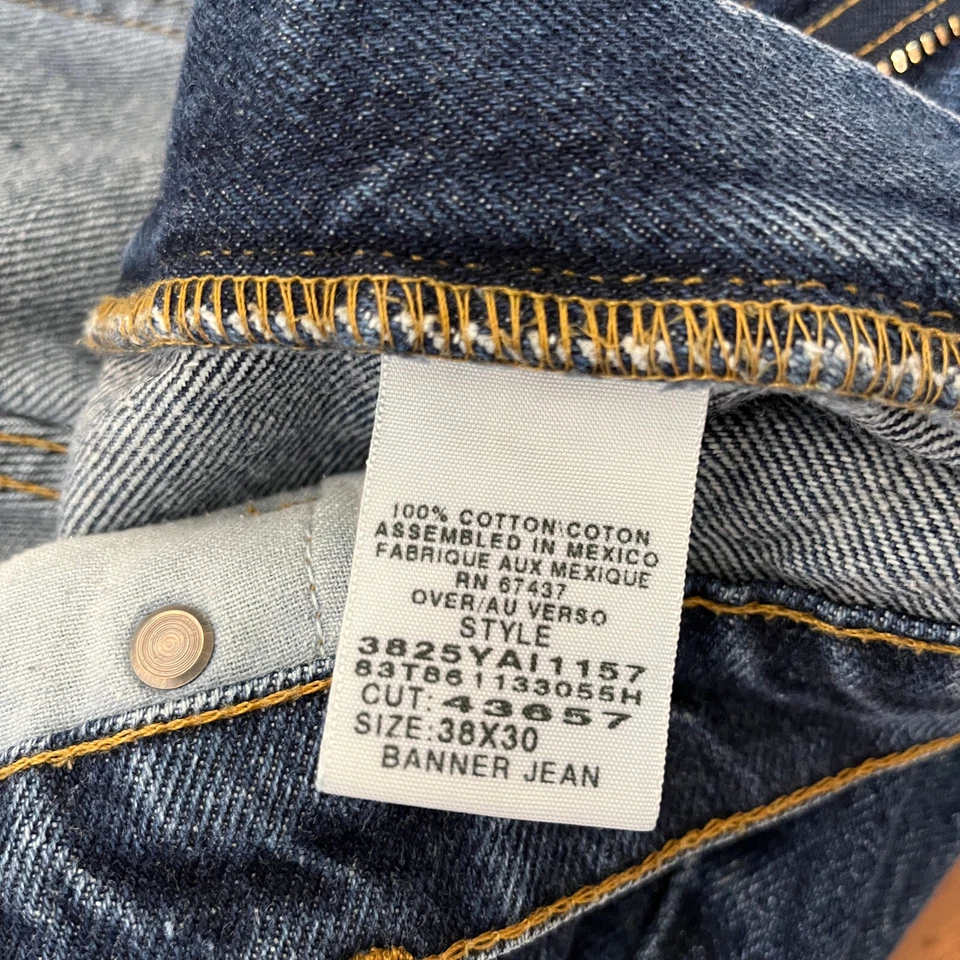 100% COTTON\COTON
ASSEMBLED IN MEXICO
FABRIQUE AUX MEXIQUE
RN 67437
OVER/AU VERSO
STYLE
3825YAI1157
83T861133055H
CUT: 43657
SIZE:38X30
BANNER JEAN